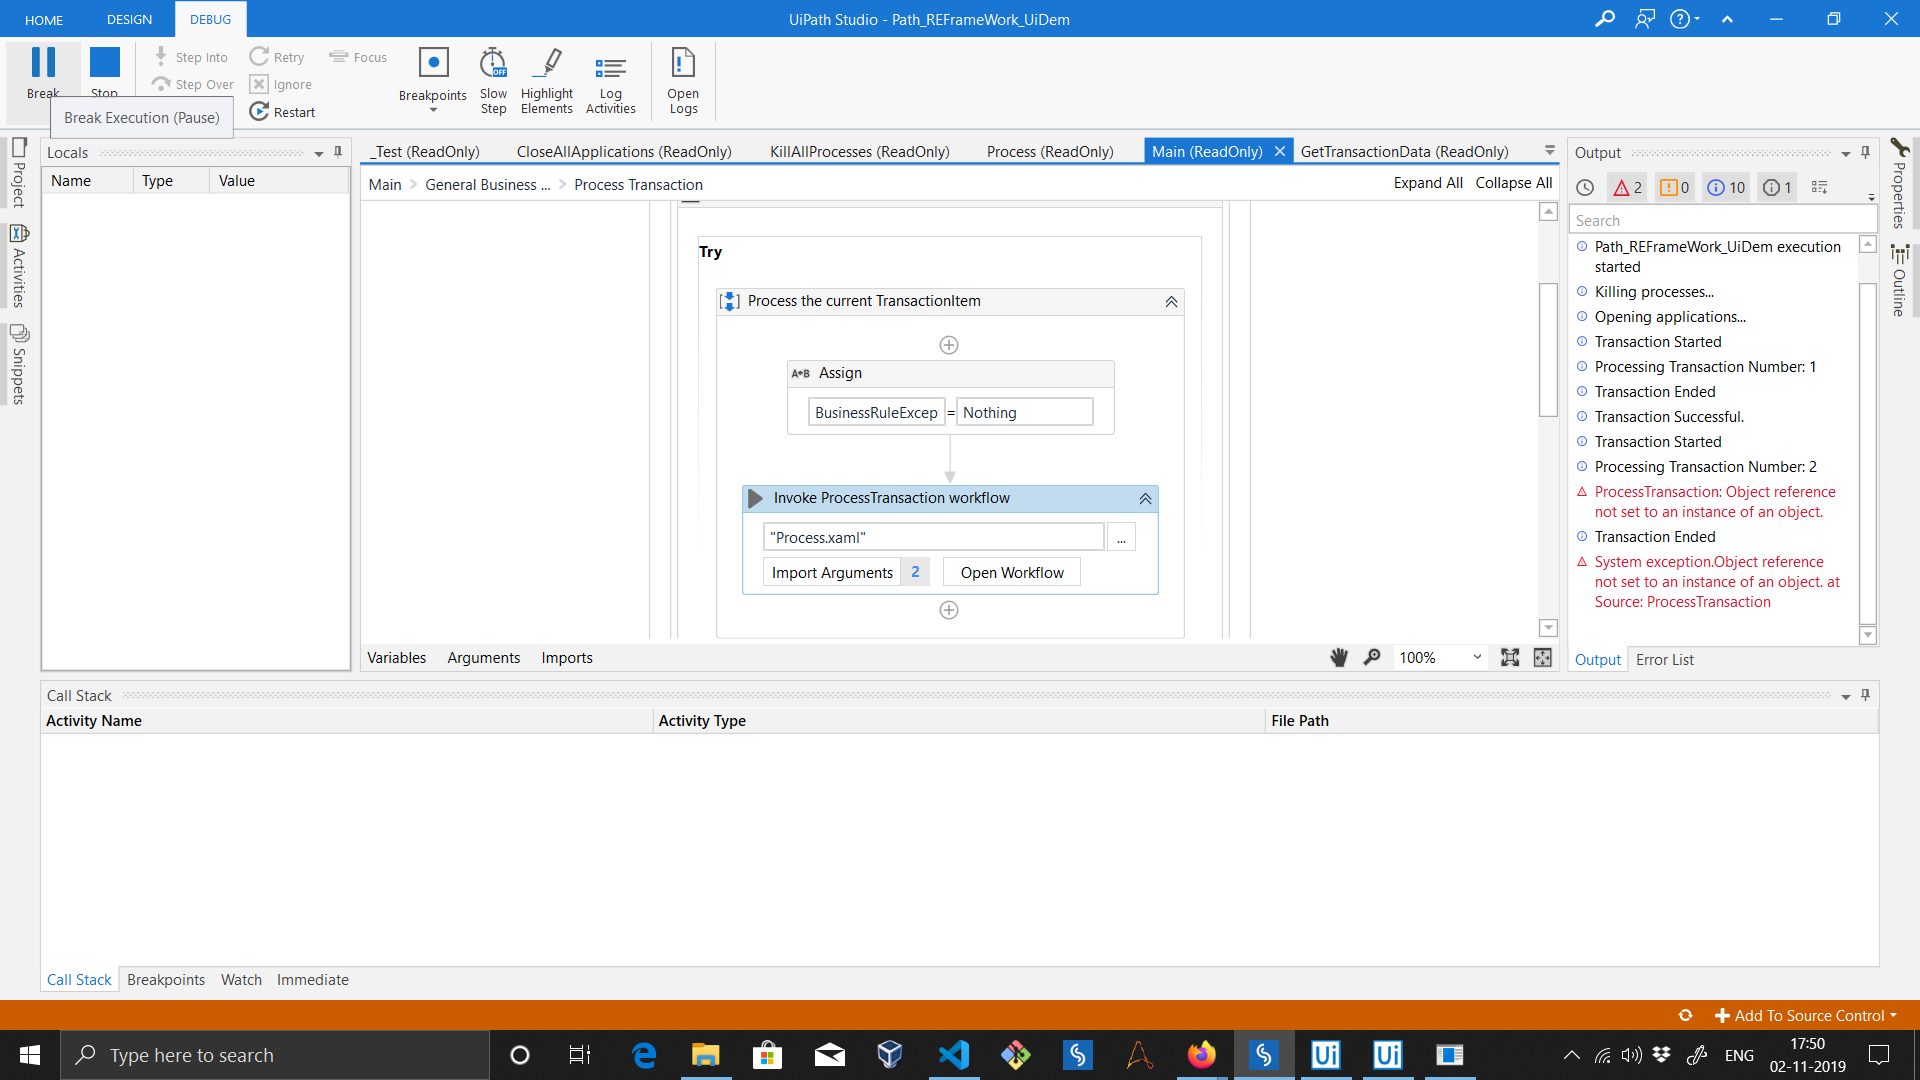 HOME
DESIGN
DEBUG
UiPath Studio - Path_REFrameWork_UiDem
Break
Stop
Step Into
Step Over
Retry
Ignore
Restart
Focus
Breakpoints
Slow
Step
OFF
Highlight
Elements
Log
Activities
Open
Logs
Break Execution (Pause)
Project
Activities
Snippets
Locals
Name Type Value
_Test (ReadOnly) CloseAllApplications (ReadOnly) KillAllProcesses (ReadOnly) Process (ReadOnly) Main (ReadOnly) GetTransactionData (ReadOnly)
Main > General Business ... > Process Transaction
Expand All Collapse All
Try
Process the current TransactionItem
A←B Assign
BusinessRuleExcep = Nothing
Invoke ProcessTransaction workflow
"Process.xaml" ...
Import Arguments 2 Open Workflow
Variables Arguments Imports
100%
Output
2 0 10 1
Search
Path_REFrameWork_UiDem execution
started
Killing processes...
Opening applications...
Transaction Started
Processing Transaction Number: 1
Transaction Ended
Transaction Successful.
Transaction Started
Processing Transaction Number: 2
ProcessTransaction: Object reference
not set to an instance of an object.
Transaction Ended
System exception.Object reference
not set to an instance of an object. at
Source: ProcessTransaction
Output Error List
Properties
Outline
Call Stack
Activity Name Activity Type File Path
Call Stack Breakpoints Watch Immediate
Add To Source Control
Type here to search
Ui
Ui
ENG
17:50
02-11-2019